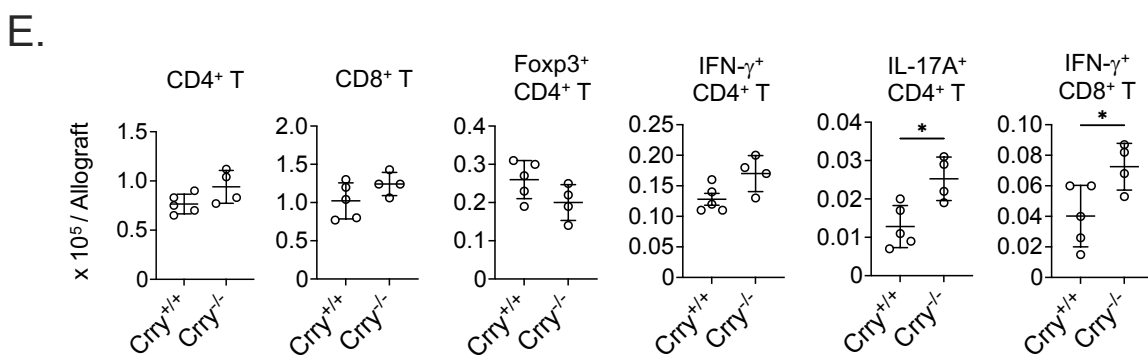 E.
x 10⁵ / Allograft
CD4⁺ T
1.5
1.0
0.5
0
Crry⁺/⁺
Crry⁻/⁻
CD8⁺ T
2.0
1.5
1.0
0.5
0
Crry⁺/⁺
Crry⁻/⁻
Foxp3⁺
CD4⁺ T
0.4
0.3
0.2
0.1
0
Crry⁺/⁺
Crry⁻/⁻
IFN-γ⁺
CD4⁺ T
0.25
0.20
0.15
0.10
0.05
0
Crry⁺/⁺
Crry⁻/⁻
IL-17A⁺
CD4⁺ T
*
0.04
0.03
0.02
0.01
0
Crry⁺/⁺
Crry⁻/⁻
IFN-γ⁺
CD8⁺ T
*
0.10
0.08
0.06
0.04
0.02
0
Crry⁺/⁺
Crry⁻/⁻